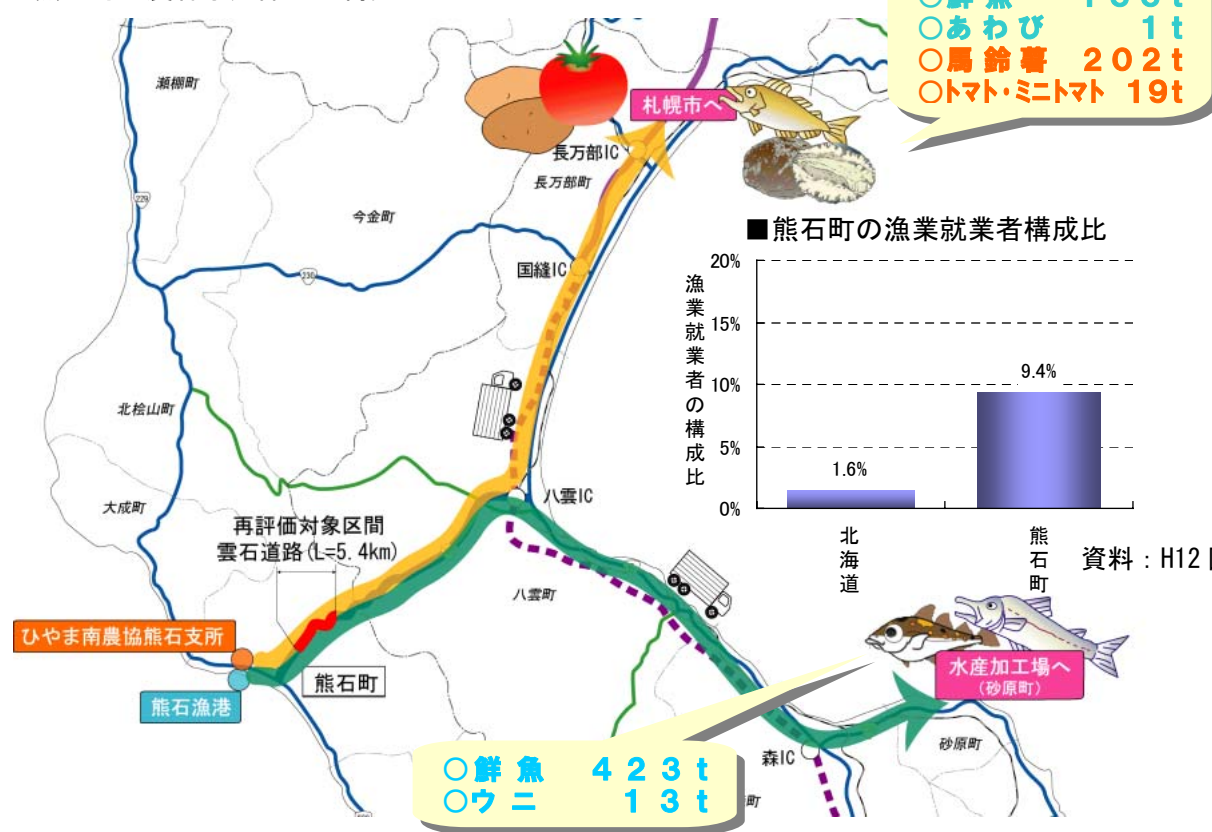 ○あわび 1t
○馬鈴薯 202t
○トマト・ミニトマト 19t
瀬棚町
札幌市へ
長万部IC
長万部町
229
今金町
国縫IC
230
■熊石町の漁業就業者構成比
漁業就業者の構成比
20%
15%
10%
5%
0%
1.6%
9.4%
北海道
熊石町
資料：H12
北桧山町
大成町
八雲IC
再評価対象区間
雲石道路(L=5.4km)
八雲町
ひやま南農協熊石支所
熊石町
熊石漁港
水産加工場へ
(砂原町)
砂原町
森IC
町
○鮮魚 423t
○ウニ 13t